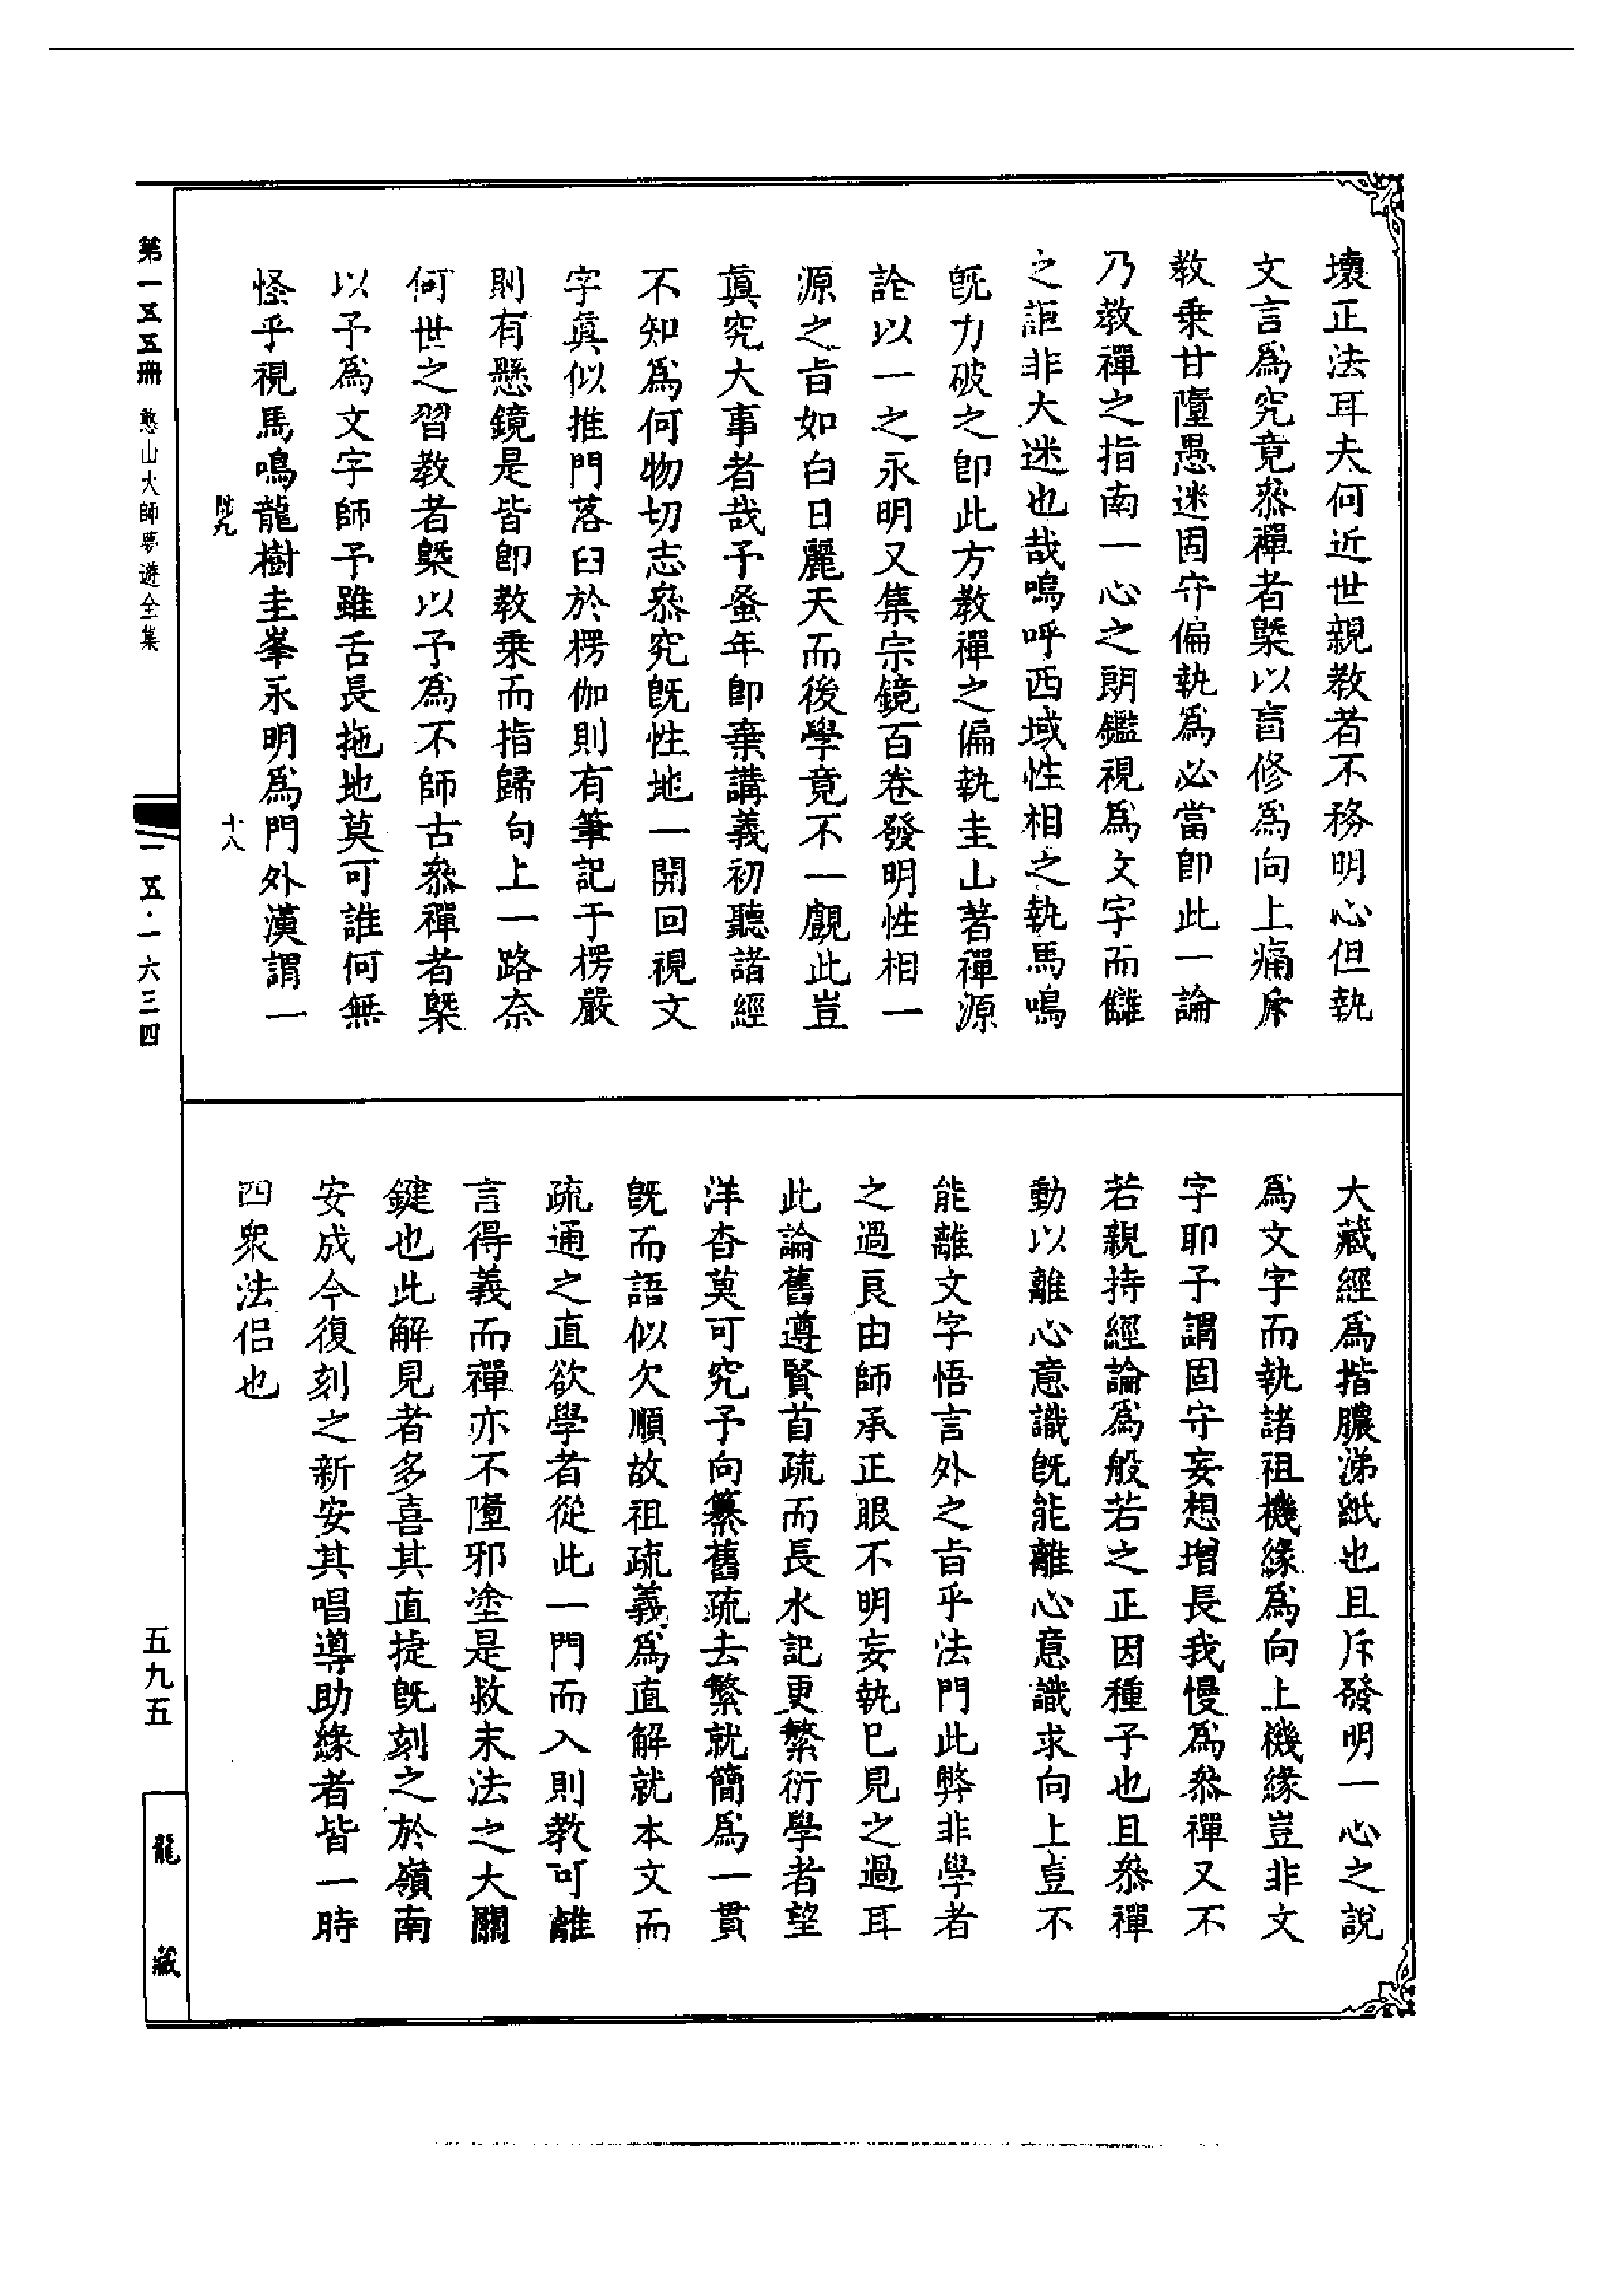 壞正法耳夫何近世親教者不務明心但執
文言爲究竟叅禪者槩以盲修爲向上痛斥
教乗甘墮愚迷固守偏執爲必當卽此一論
乃教禪之指南一心之朗鑑視爲文字而讎
之詎非大迷也哉嗚呼西域性相之執馬鳴
旣力破之卽此方教禪之偏執圭山著禪源
詮以一之永明又集宗鏡百卷發明性相一
源之旨如白日麗天而後學竟不一覰此豈
眞究大事者哉予蚤年卽棄講義初聽諸經
不知爲何物切志叅究旣性地一開回視文
字眞似推門落臼於楞伽則有筆記于楞嚴
則有懸鏡是皆卽教乗而指歸向上一路奈
何世之習教者槩以予爲不師古叅禪者槩
以予爲文字師予雖舌長拖地莫可誰何無
怪乎視馬鳴龍樹圭峯永明爲門外漢謂一
十八
大藏經爲揩膿涕紙也且斥發明一心之說
爲文字而執諸祖機緣爲向上機緣豈非文
字耶予謂固守妄想增長我慢爲叅禪又不
若親持經論爲般若之正因種子也且叅禪
動以離心意識旣能離心意識求向上豈不
能離文字悟言外之旨乎法門此弊非學者
之過良由師承正眼不明妄執已見之過耳
此論舊遵賢首疏而長水記更繁衍學者望
洋杳莫可究予向纂舊疏去繁就簡爲一貫
旣而語似欠順故祖疏義爲直解就本文而
疏通之直欲學者從此一門而入則教可離
言得義而禪亦不墮邪塗是救末法之大關
鍵也此解見者多喜其直捷旣刻之於嶺南
安成今復刻之新安其唱導助緣者皆一時
四衆法侶也
第一五五冊 憨山大師夢遊全集
一五·一六三四
五九五
龍藏